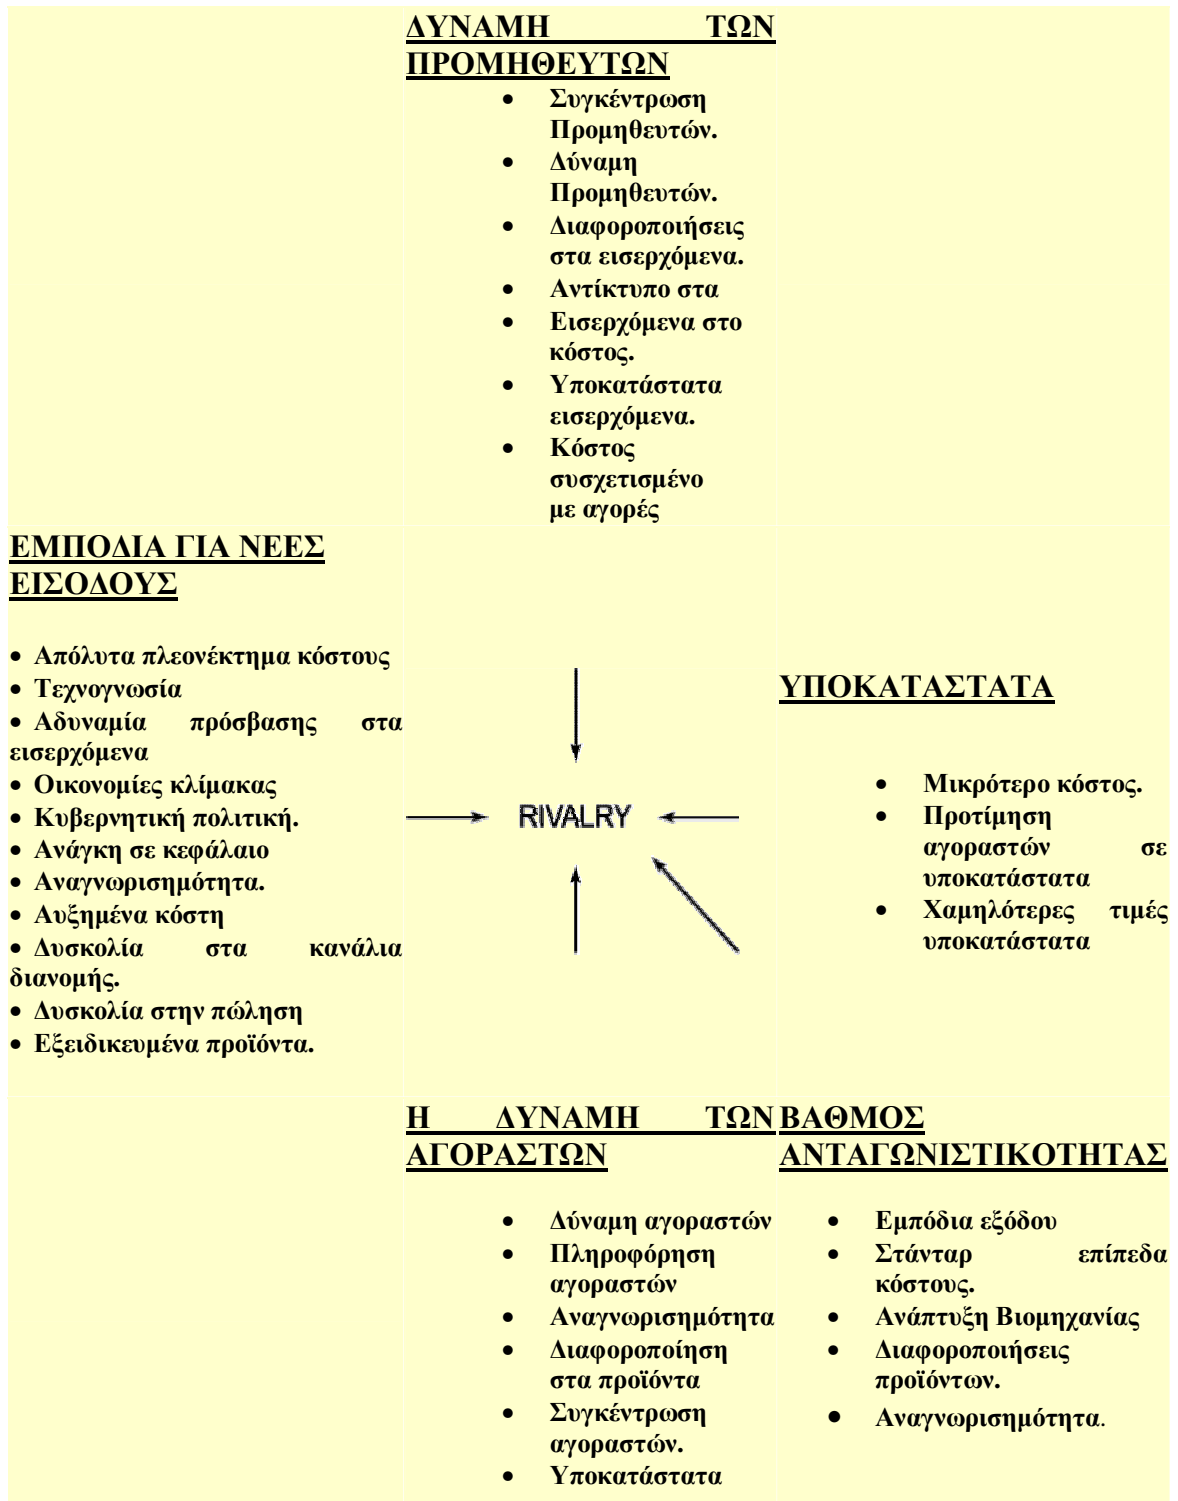 ΔΥΝΑΜΗ ΤΩΝ
ΠΡΟΜΗΘΕΥΤΩΝ
• Συγκέντρωση
Προμηθευτών.
• Δύναμη
Προμηθευτών.
• Διαφοροποιήσεις
στα εισερχόμενα.
• Αντίκτυπο στα
• Εισερχόμενα στο
κόστος.
• Υποκατάστατα
εισερχόμενα.
• Κόστος
συσχετισμένο
με αγορές
ΕΜΠΟΔΙΑ ΓΙΑ ΝΕΕΣ
ΕΙΣΟΔΟΥΣ
• Απόλυτα πλεονέκτημα κόστους
• Τεχνογνωσία
• Αδυναμία πρόσβασης στα
εισερχόμενα
• Οικονομίες κλίμακας
• Κυβερνητική πολιτική.
• Ανάγκη σε κεφάλαιο
• Αναγνωρισημότητα.
• Αυξημένα κόστη
• Δυσκολία στα κανάλια
διανομής.
• Δυσκολία στην πώληση
• Εξειδικευμένα προϊόντα.
RIVALRY
ΥΠΟΚΑΤΑΣΤΑΤΑ
• Μικρότερο κόστος.
• Προτίμηση
αγοραστών σε
υποκατάστατα
• Χαμηλότερες τιμές
υποκατάστατα
Η ΔΥΝΑΜΗ ΤΩΝ
ΑΓΟΡΑΣΤΩΝ
• Δύναμη αγοραστών
• Πληροφόρηση
αγοραστών
• Αναγνωρισημότητα
• Διαφοροποίηση
στα προϊόντα
• Συγκέντρωση
αγοραστών.
• Υποκατάστατα
ΒΑΘΜΟΣ
ΑΝΤΑΓΩΝΙΣΤΙΚΟΤΗΤΑΣ
• Εμπόδια εξόδου
• Στάνταρ επίπεδα
κόστους.
• Ανάπτυξη Βιομηχανίας
• Διαφοροποιήσεις
προϊόντων.
• Αναγνωρισημότητα.